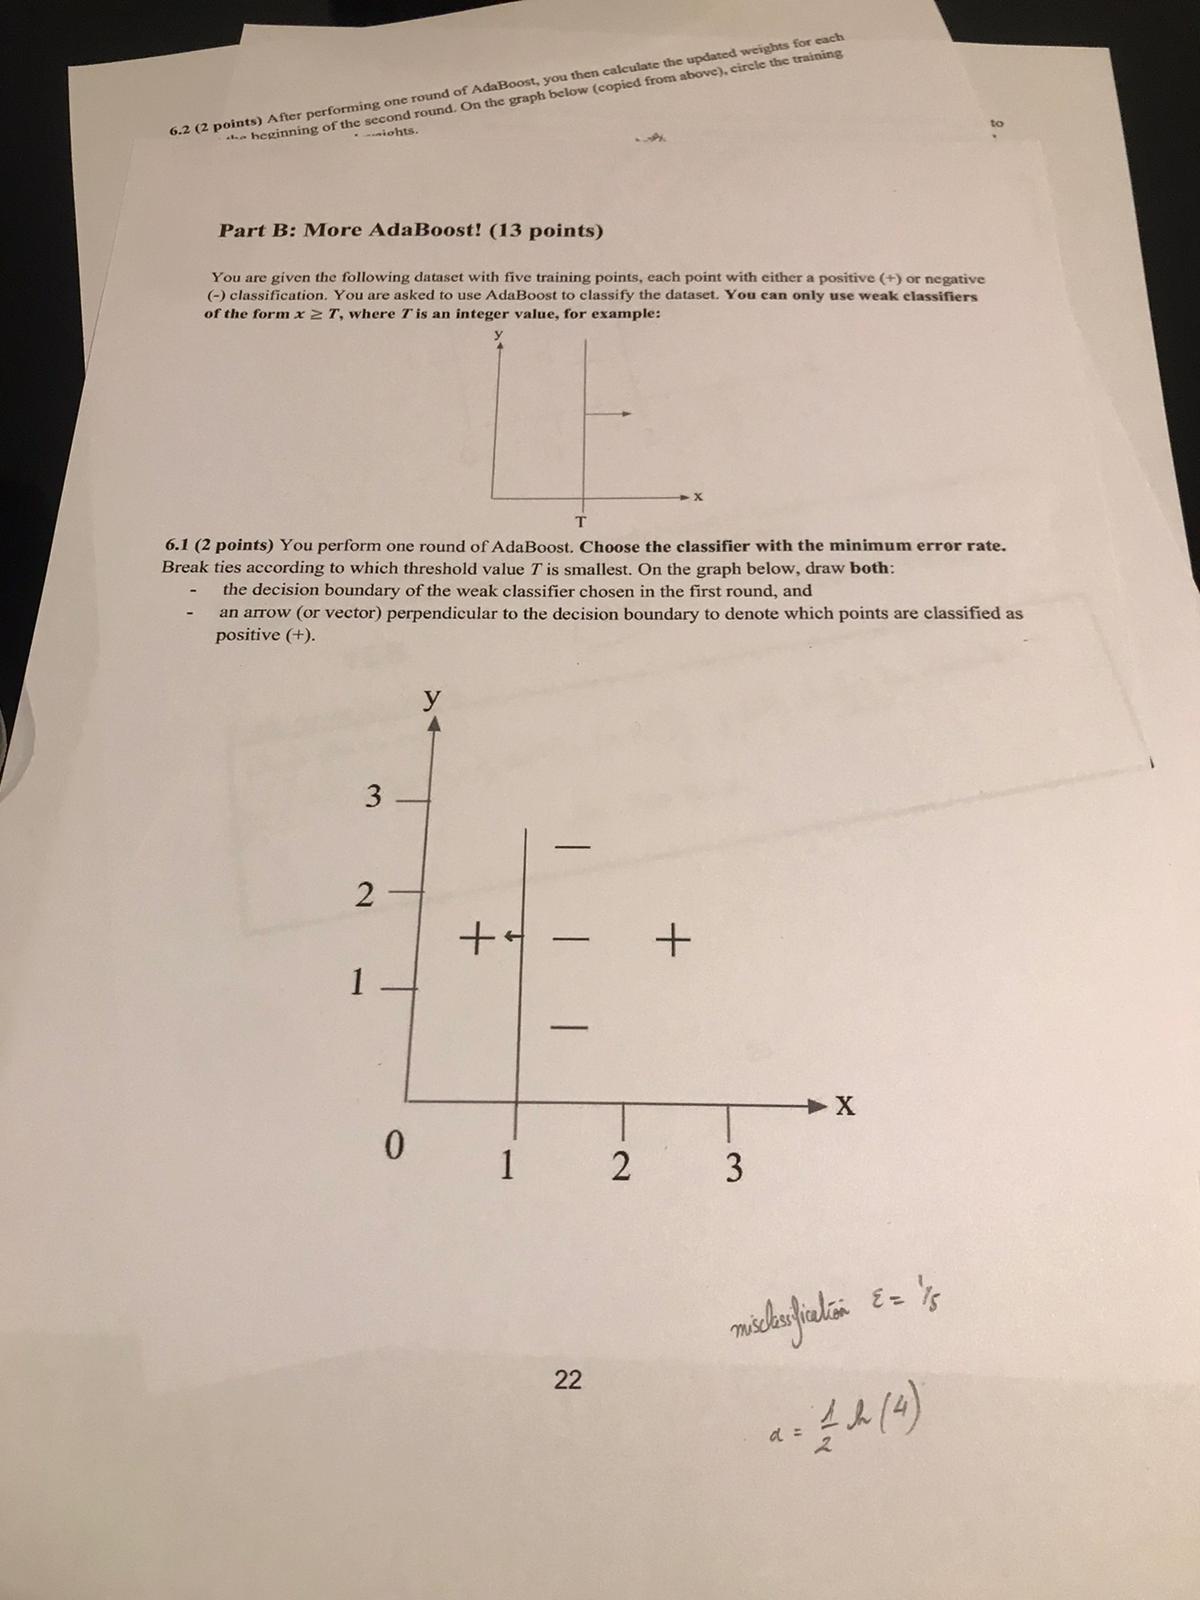 6.2 (2 points) After performing one round of AdaBoost, you then calculate the updated weights for each
beginning of the second round. On the graph below (copied from above), circle the training
to
Part B: More AdaBoost! (13 points)
You are given the following dataset with five training points, each point with either a positive (+) or negative
(-) classification. You are asked to use AdaBoost to classify the dataset. You can only use weak classifiers
of the form x ≥ T, where T is an integer value, for example:
y
x
T
6.1 (2 points) You perform one round of AdaBoost. Choose the classifier with the minimum error rate.
Break ties according to which threshold value T is smallest. On the graph below, draw both:
- the decision boundary of the weak classifier chosen in the first round, and
- an arrow (or vector) perpendicular to the decision boundary to denote which points are classified as
positive (+).
y
3
—
2
+ — +
1
—
x
0
1 2 3
misclassification ε = 1/5
22
α = 1/2 ln (4)